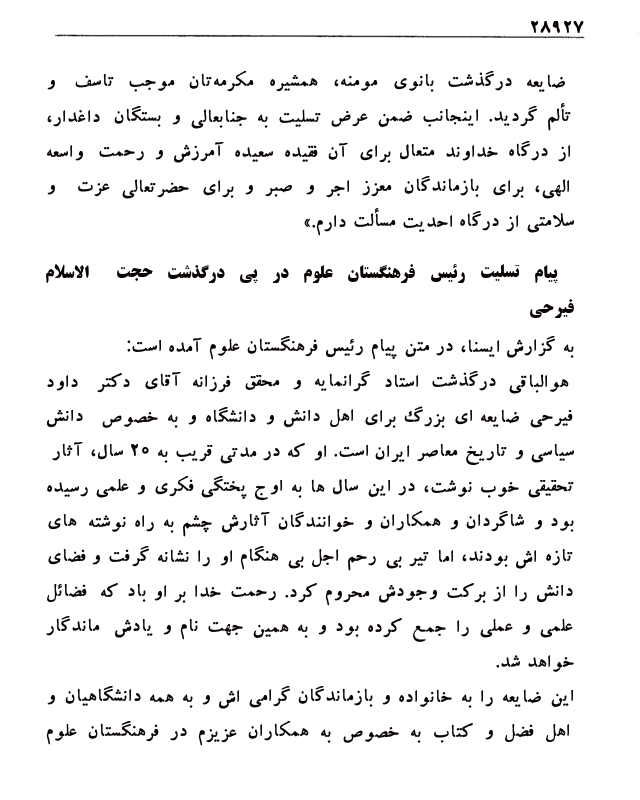 ۲۸۹۲۷
ضایعه درگذشت بانوی مومنه، همشیره مکرمه‌تان موجب تاسف و
تألم گردید. اینجانب ضمن عرض تسلیت به جنابعالی و بستگان داغدار،
از درگاه خداوند متعال برای آن فقیده سعیده آمرزش و رحمت واسعه
الهی، برای بازماندگان معزز اجر و صبر و برای حضرتعالی عزت و
سلامتی از درگاه احدیت مسألت دارم.»
پیام تسلیت رئیس فرهنگستان علوم در پی درگذشت حجت الاسلام
فیرحی
به گزارش ایسنا، در متن پیام رئیس فرهنگستان علوم آمده است:
هوالباقی درگذشت استاد گرانمایه و محقق فرزانه آقای دکتر داود
فیرحی ضایعه ای بزرگ برای اهل دانش و دانشگاه و به خصوص دانش
سیاسی و تاریخ معاصر ایران است. او که در مدتی قریب به ۲۵ سال، آثار
تحقیقی خوب نوشت، در این سال ها به اوج پختگی فکری و علمی رسیده
بود و شاگردان و همکاران و خوانندگان آثارش چشم به راه نوشته های
تازه اش بودند، اما تیر بی رحم اجل بی هنگام او را نشانه گرفت و فضای
دانش را از برکت وجودش محروم کرد. رحمت خدا بر او باد که فضائل
علمی و عملی را جمع کرده بود و به همین جهت نام و یادش ماندگار
خواهد شد.
این ضایعه را به خانواده و بازماندگان گرامی اش و به همه دانشگاهیان و
اهل فضل و کتاب به خصوص به همکاران عزیزم در فرهنگستان علوم